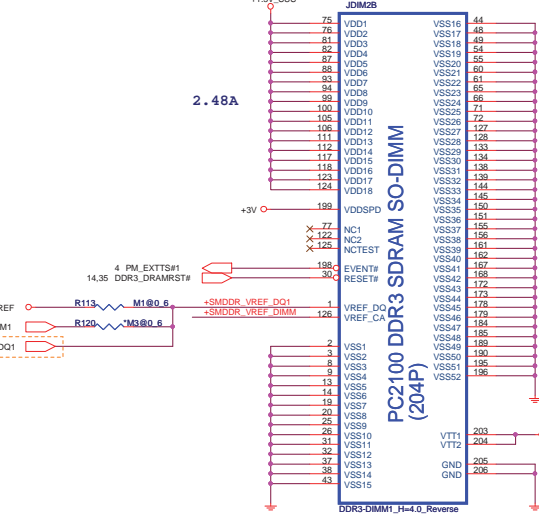 JDIM2B
75 VDD1 VSS16 44
76 VDD2 VSS17 48
81 VDD3 VSS18 49
82 VDD4 VSS19 54
87 VDD5 VSS20 55
88 VDD6 VSS21 60
93 VDD7 VSS22 61
94 VDD8 VSS23 65
2.48A 99 VDD9 VSS24 66
100 VDD10 VSS25 71
105 VDD11 VSS26 72
106 VDD12 VSS27 127
111 VDD13 VSS28 128
112 VDD14 VSS29 133
117 VDD15 VSS30 134
118 VDD16 VSS31 138
123 VDD17 VSS32 139
124 VDD18 VSS33 144
VSS34 145
+3V 199 VDDSPD VSS35 150
VSS36 151
77 NC1 VSS37 155
122 NC2 VSS38 156
125 NCTEST VSS39 161
VSS40 162
4 PM_EXTTS#1 198 EVENT# VSS41 167
14,35 DDR3_DRAMRST# 30 RESET# VSS42 168
VSS43 172
VSS44 173
R113 M1@0_6 +SMDDR_VREF_DQ1 1 VREF_DQ VSS45 178
+SMDDR_VREF_DIMM 126 VREF_CA VSS46 179
R120 *M3@0_6 VSS47 184
VSS48 185
2 VSS1 VSS49 189
3 VSS2 VSS50 190
8 VSS3 VSS51 195
9 VSS4 VSS52 196
13 VSS5
14 VSS6
19 VSS7
20 VSS8
25 VSS9
26 VSS10 VTT1 203
31 VSS11 VTT2 204
32 VSS12
37 VSS13 GND 205
38 VSS14 GND 206
43 VSS15
PC2100 DDR3 SDRAM SO-DIMM
(204P)
DDR3-DIMM1_H=4.0_Reverse